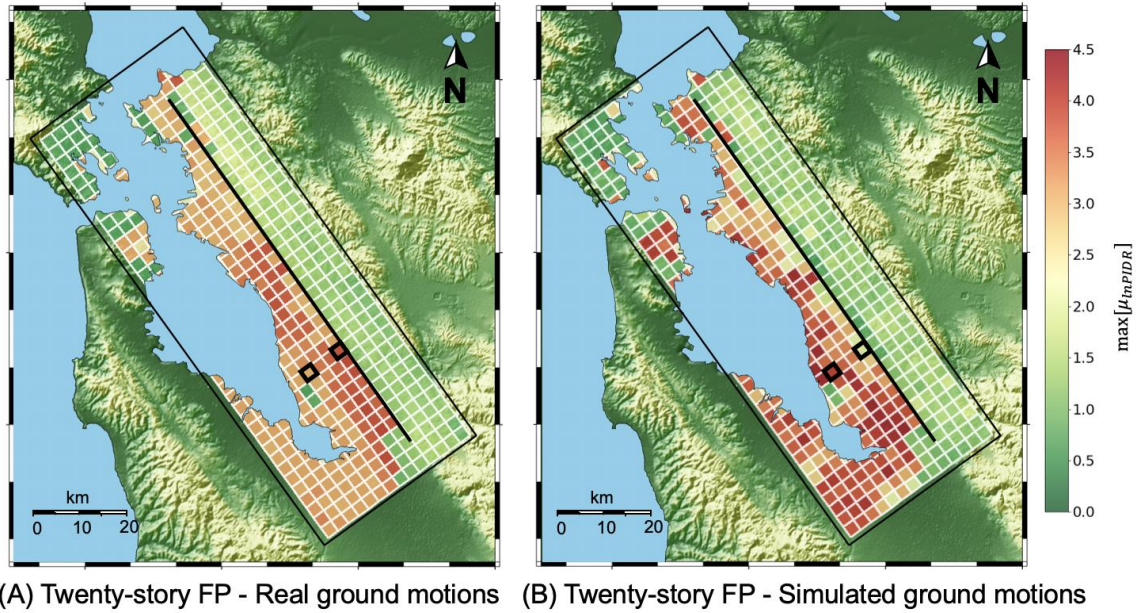 N
N
km
0 10 20
km
0 10 20
4.5
4.0
3.5
3.0
2.5
2.0
1.5
1.0
0.5
0.0
max[μ_lnPIDR]
(A) Twenty-story FP - Real ground motions
(B) Twenty-story FP - Simulated ground motions